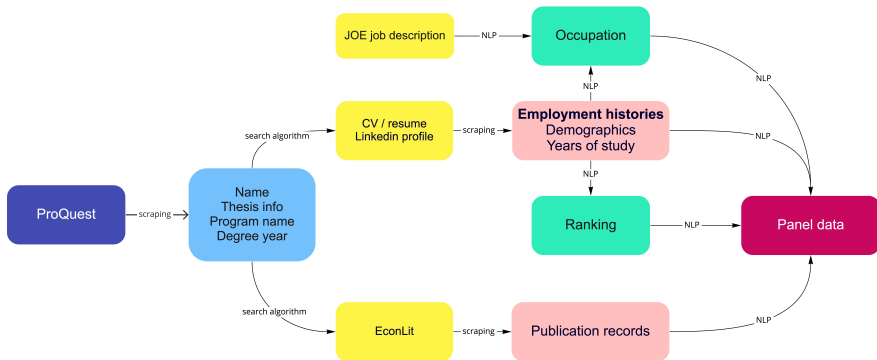 JOE job description
NLP
Occupation
NLP
NLP
CV / resume
Linkedin profile
search algorithm
scraping
Employment histories
Demographics
Years of study
NLP
NLP
Name
Thesis info
Program name
Degree year
ProQuest
scraping
Ranking
NLP
Panel data
search algorithm
EconLit
scraping
Publication records
NLP